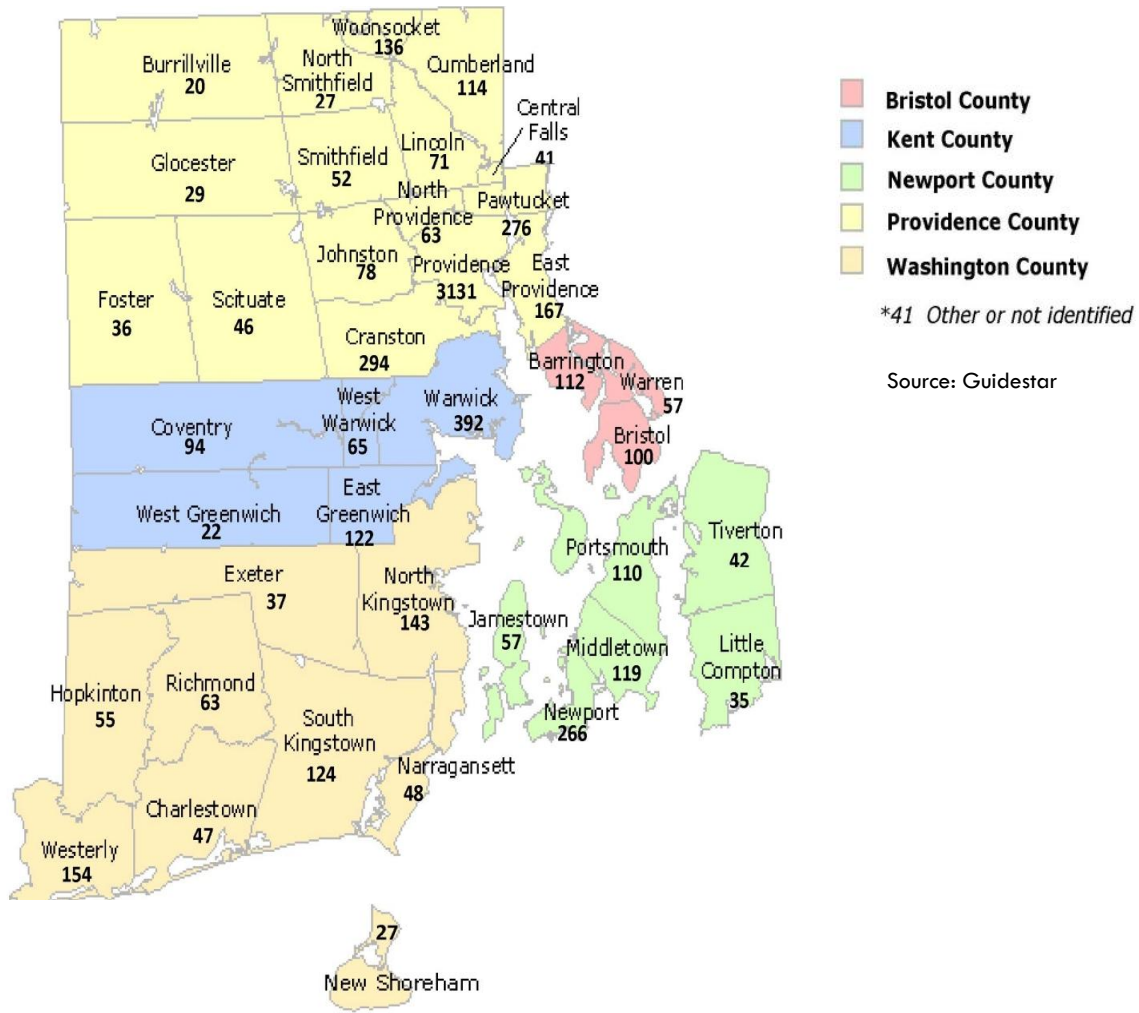 Woonsocket
136
Burrillville
20
North
Smithfield
27
Cumberland
114
Central
Falls
41
Glocester
29
Smithfield
52
Lincoln
71
North
Providence
63
Pawtucket
276
Johnston
78
Providence
3131
East
Providence
167
Foster
36
Scituate
46
Cranston
294
Barrington
112
Warren
57
Bristol
100
Coventry
94
West
Warwick
65
Warwick
392
West Greenwich
22
East
Greenwich
122
Exeter
37
North
Kingstown
143
Portsmouth
110
Tiverton
42
Jamestown
57
Middletown
119
Little
Compton
35
Newport
266
Hopkinton
55
Richmond
63
South
Kingstown
124
Narragansett
48
Charlestown
47
Westerly
154
27
New Shoreham
Bristol County
Kent County
Newport County
Providence County
Washington County
*41 Other or not identified
Source: Guidestar